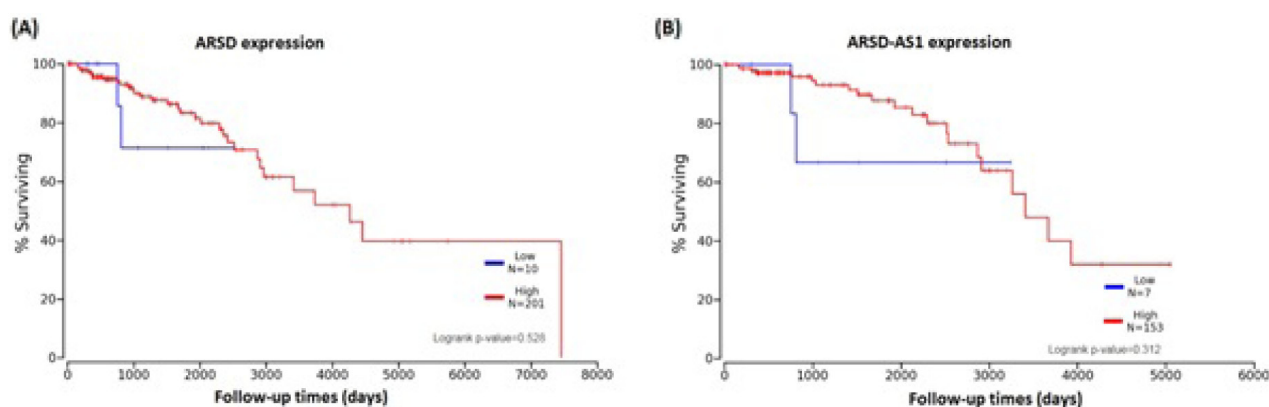 (A)
ARSD expression
100
80
60
40
20
0
% Surviving
0 1000 2000 3000 4000 5000 6000 7000 8000
Follow-up times (days)
Low
N=10
High
N=201
Logrank p-value=0.528
(B)
ARSD-AS1 expression
100
80
60
40
20
0
% Surviving
0 1000 2000 3000 4000 5000 6000
Follow-up times (days)
Low
N=7
High
N=153
Logrank p-value=0.312